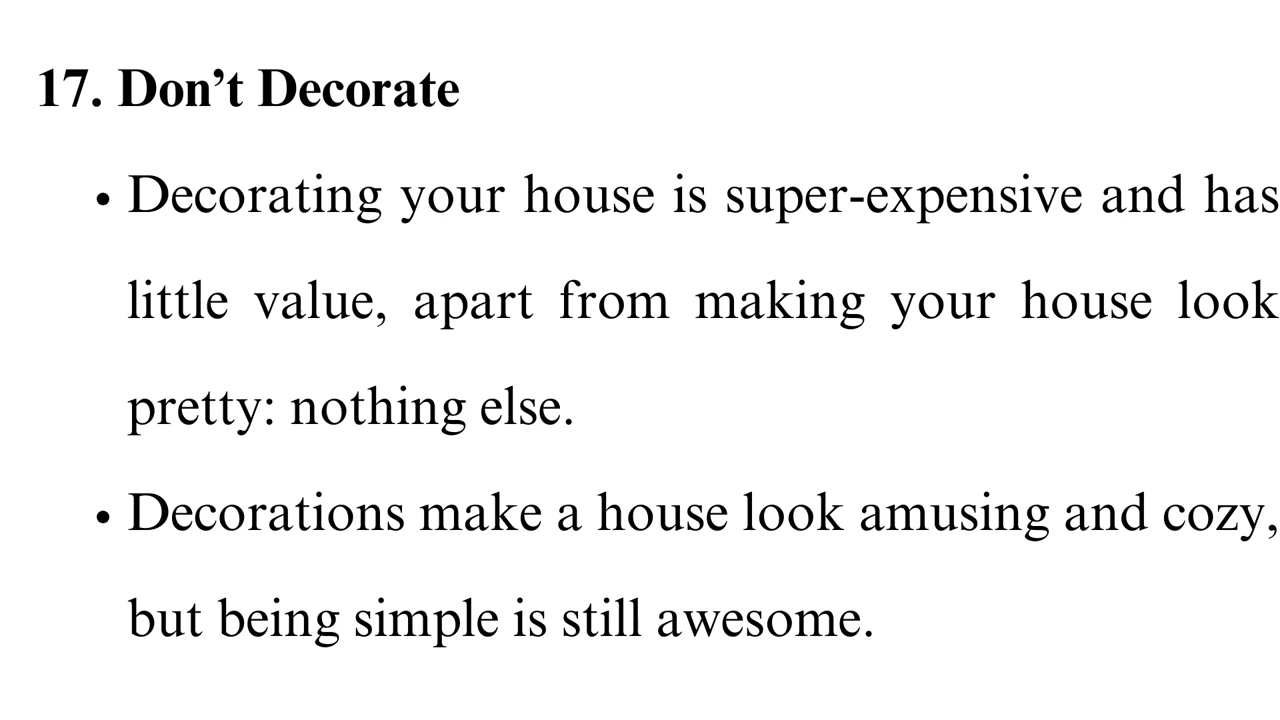 17. Don’t Decorate
• Decorating your house is super-expensive and has
little value, apart from making your house look
pretty: nothing else.
• Decorations make a house look amusing and cozy,
but being simple is still awesome.